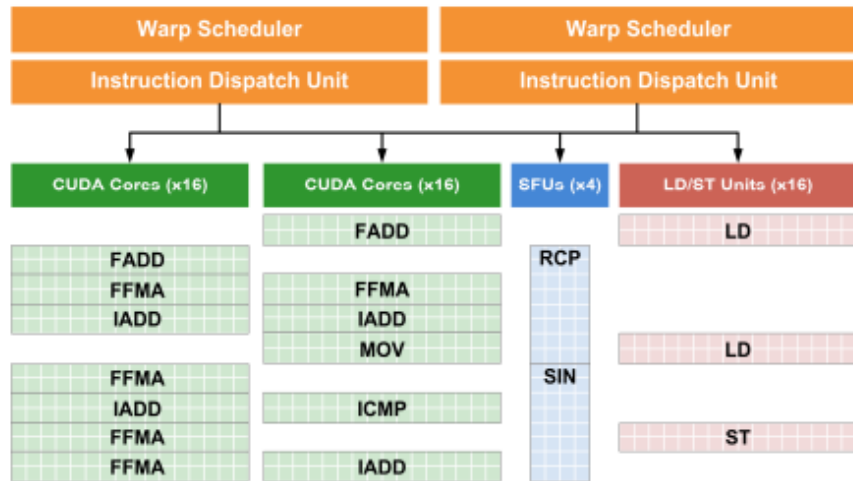 Warp Scheduler
Warp Scheduler
Instruction Dispatch Unit
Instruction Dispatch Unit
CUDA Cores (x16)
CUDA Cores (x16)
SFUs (x4)
LD/ST Units (x16)
FADD
LD
FADD
RCP
FFMA
FFMA
IADD
IADD
MOV
LD
FFMA
SIN
IADD
ICMP
FFMA
ST
FFMA
IADD